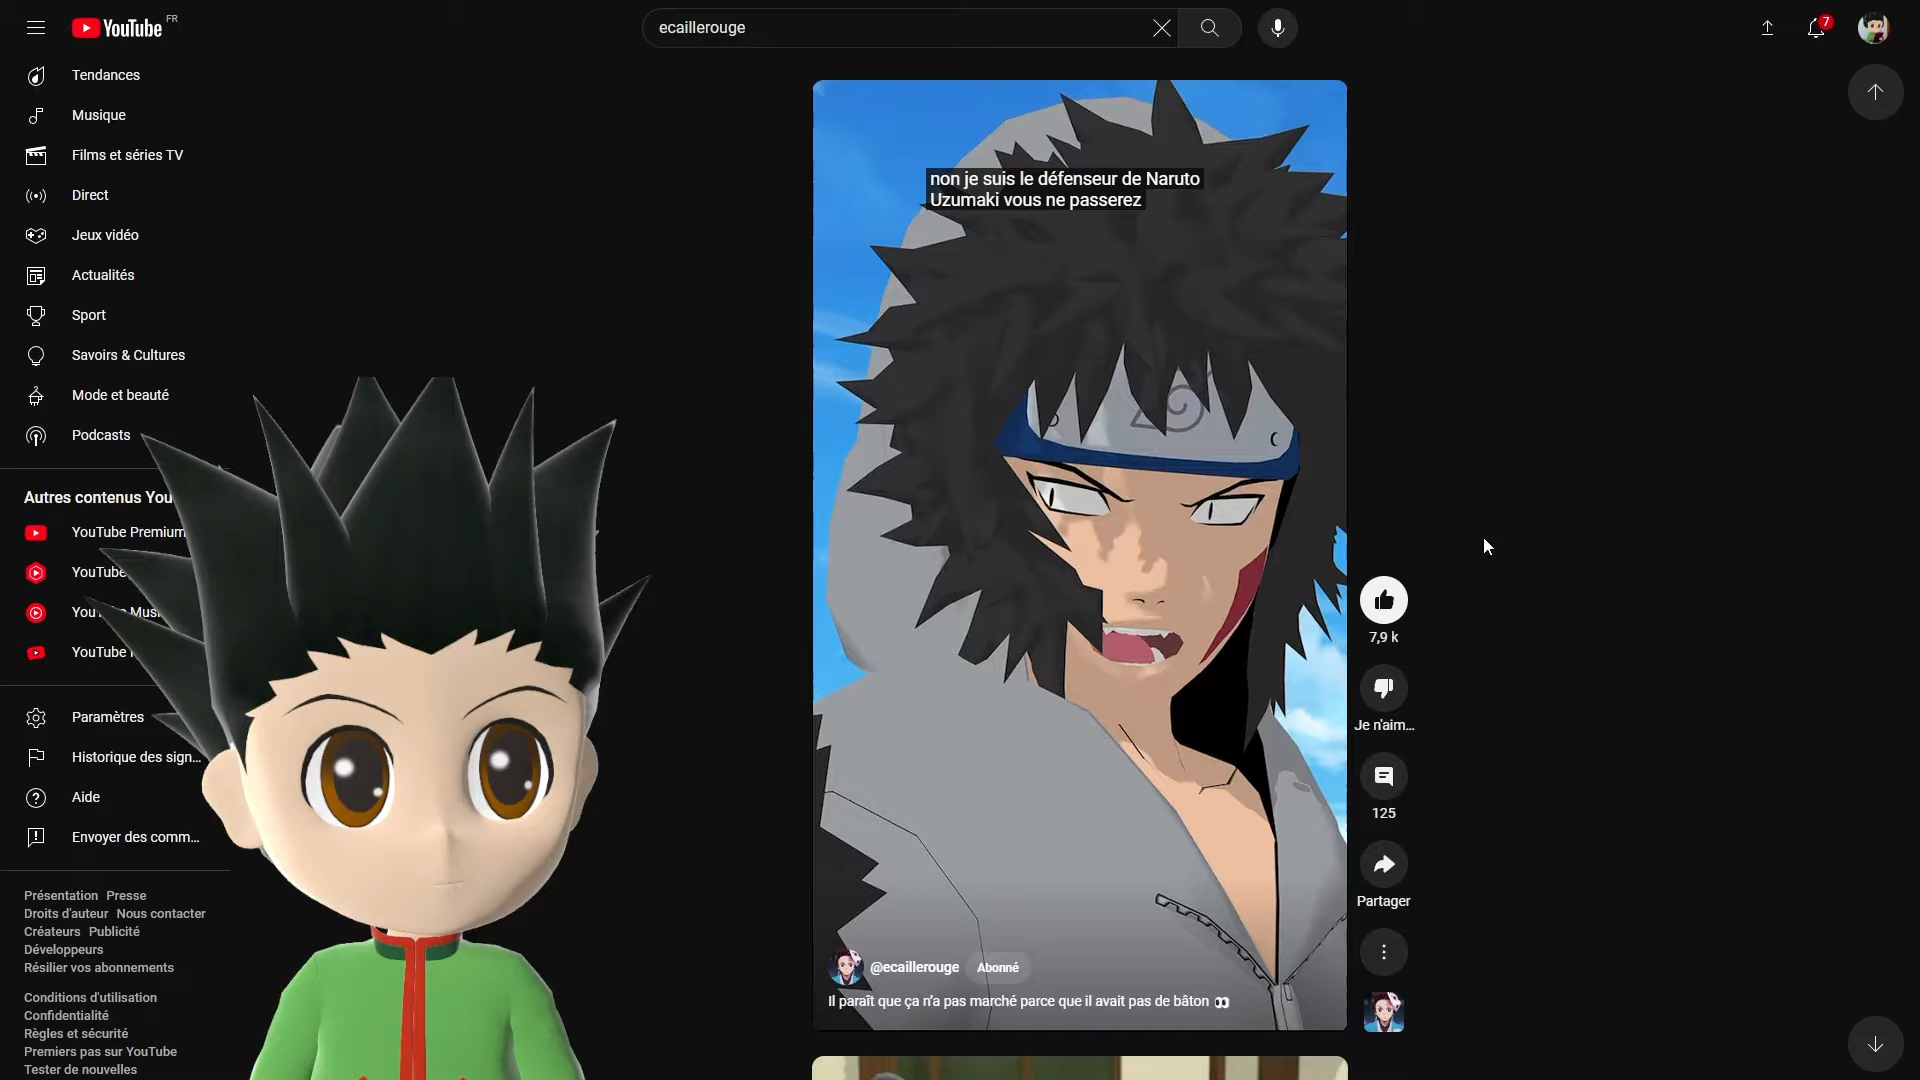 YouTube FR
ecaillerouge
7
Tendances
Musique
Films et séries TV
Direct
Jeux vidéo
Actualités
Sport
Savoirs & Cultures
Mode et beauté
Podcasts
Autres contenus You
YouTube Premium
YouTube
You Mus
YouTube
Paramètres
Historique des sign...
Aide
Envoyer des comm...
Présentation Presse
Droits d'auteur Nous contacter
Créateurs Publicité
Développeurs
Résilier vos abonnements
Conditions d'utilisation
Confidentialité
Règles et sécurité
Premiers pas sur YouTube
Tester de nouvelles
non je suis le défenseur de Naruto
Uzumaki vous ne passerez
@ecaillerouge Abonné
Il paraît que ça n'a pas marché parce que il avait pas de bâton 👀
7,9 k
Je n'aim...
125
Partager